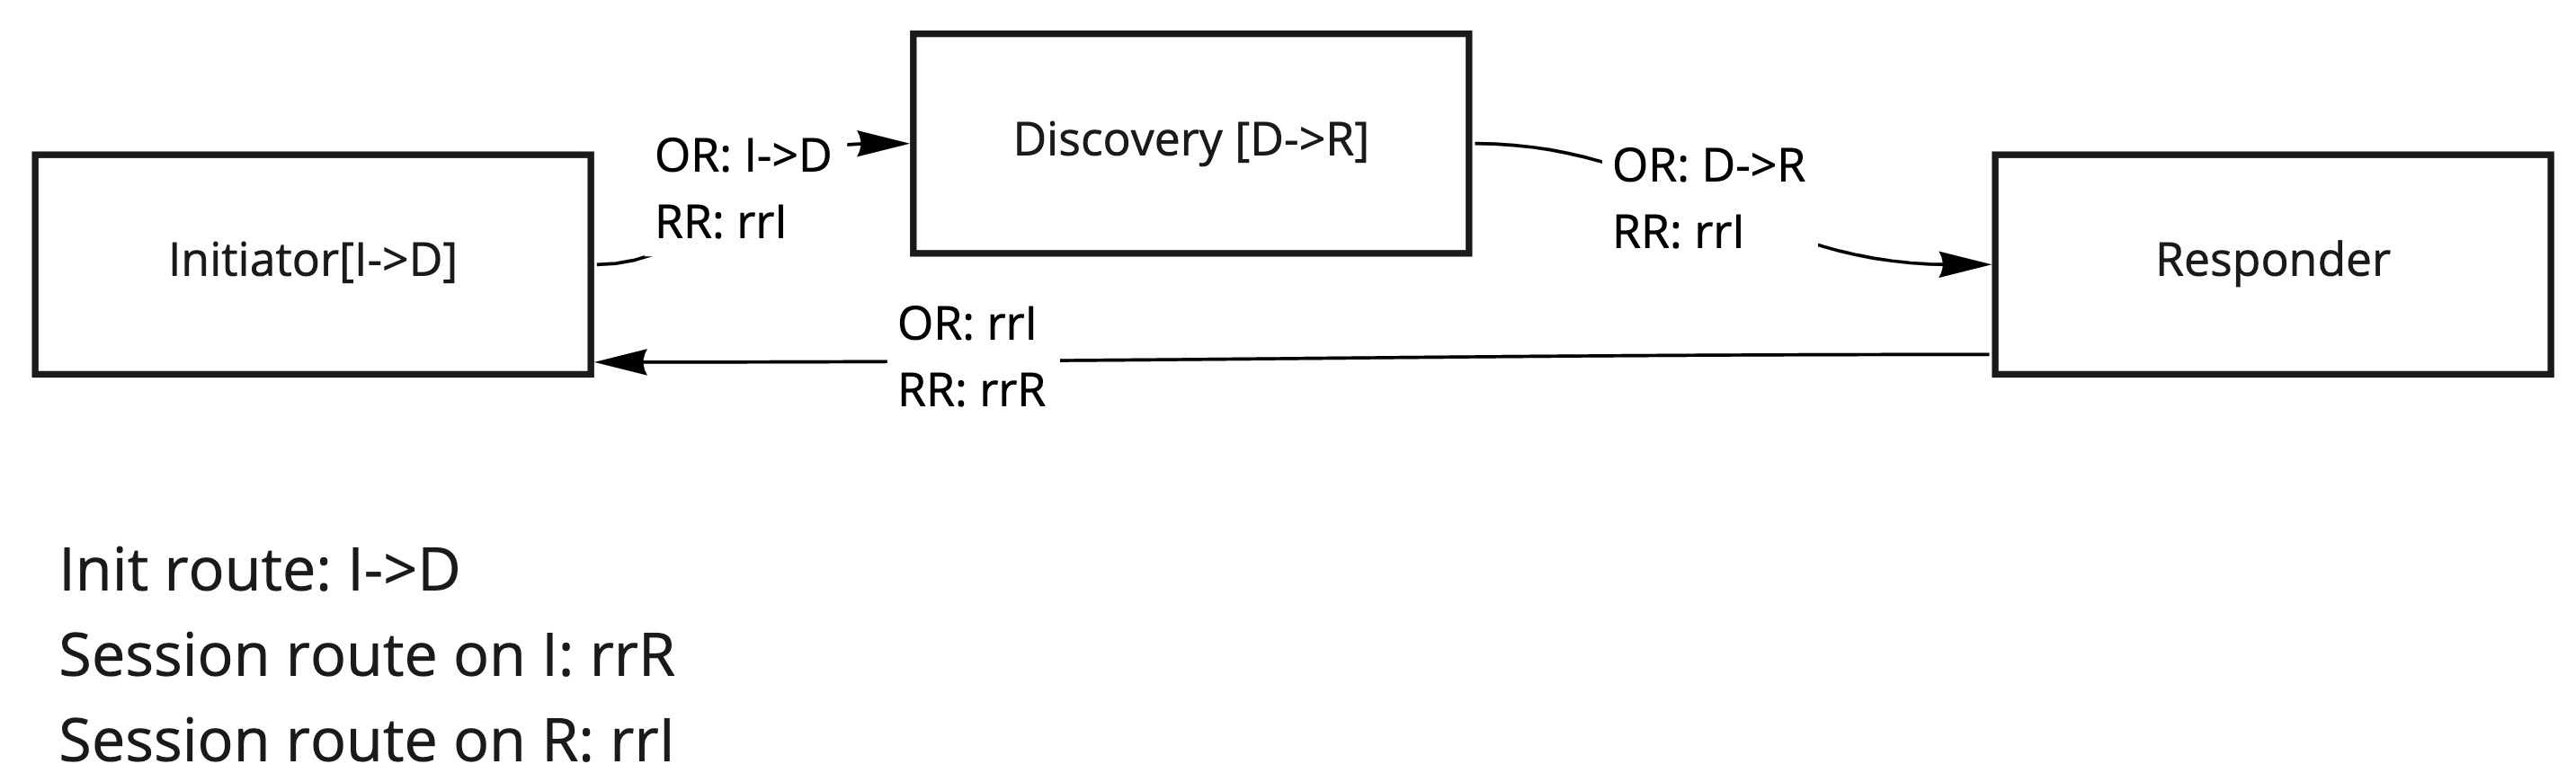 Discovery [D->R]
OR: I->D
RR: rrI
OR: D->R
RR: rrI
Initiator[I->D]
Responder
OR: rrI
RR: rrR
Init route: I->D
Session route on I: rrR
Session route on R: rrI